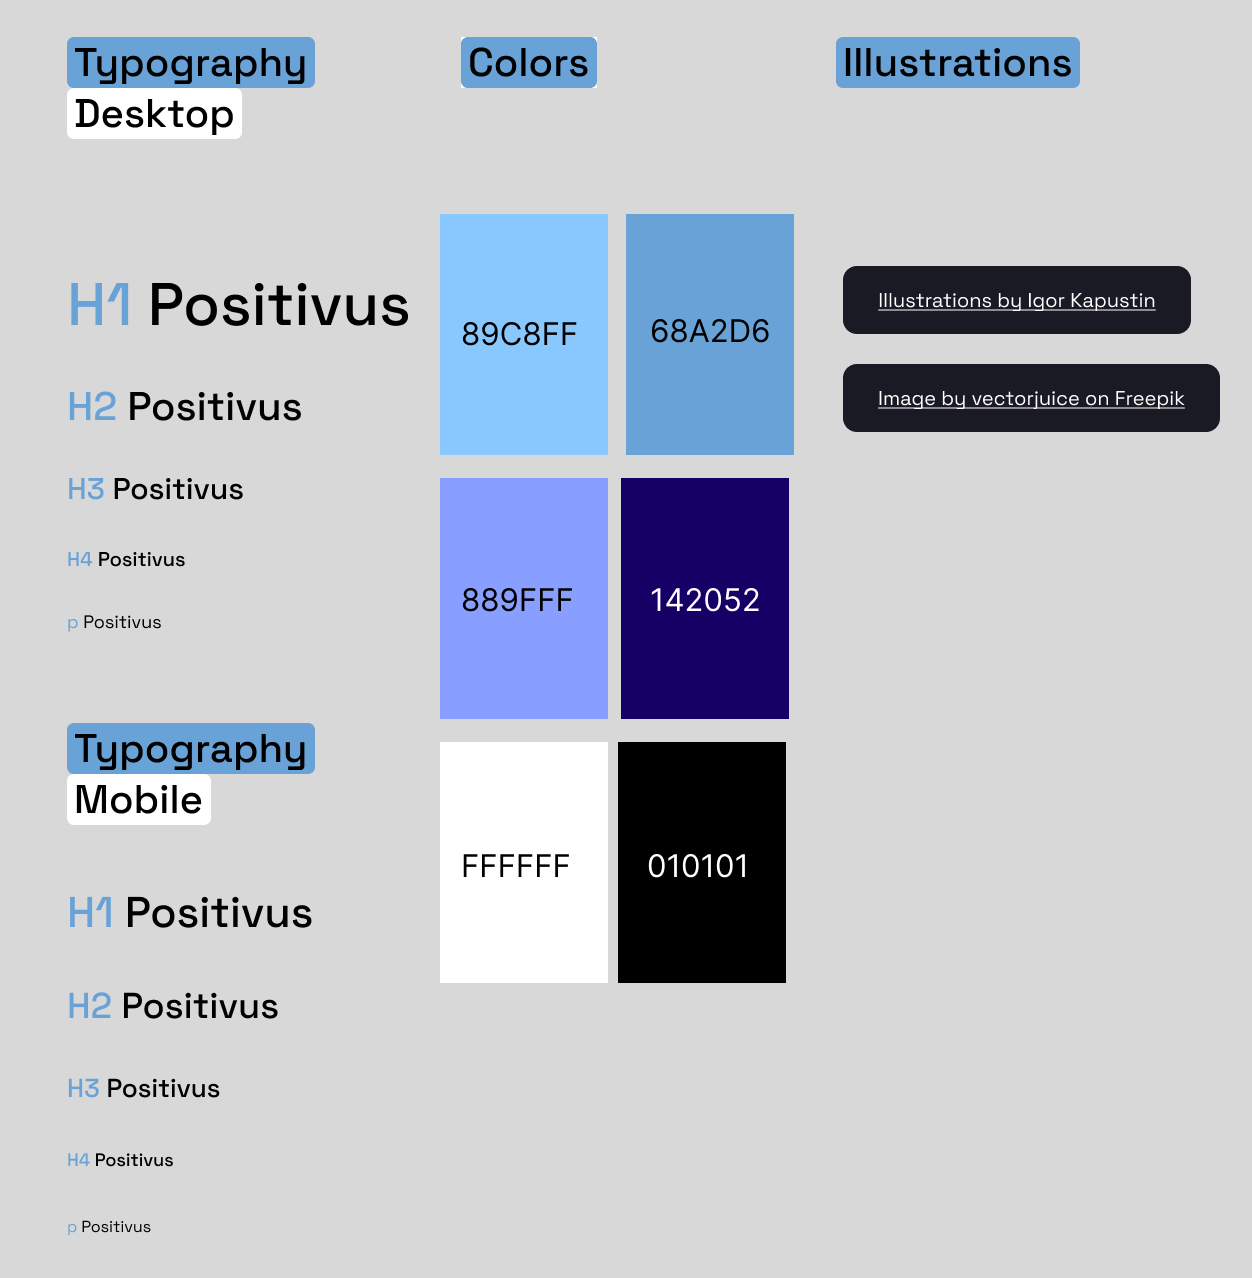 Typography
Desktop
H1 Positivus
H2 Positivus
H3 Positivus
H4 Positivus
p Positivus
Typography
Mobile
H1 Positivus
H2 Positivus
H3 Positivus
H4 Positivus
p Positivus
Colors
89C8FF
68A2D6
889FFF
142052
FFFFFF
010101
Illustrations
Illustrations by Igor Kapustin
Image by vectorjuice on Freepik